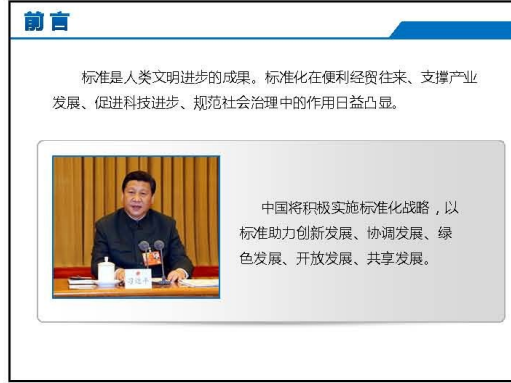 前言
标准是人类文明进步的成果。标准化在便利经贸往来、支撑产业
发展、促进科技进步、规范社会治理中的作用日益凸显。
中国将积极实施标准化战略，以
标准助力创新发展、协调发展、绿
色发展、开放发展、共享发展。